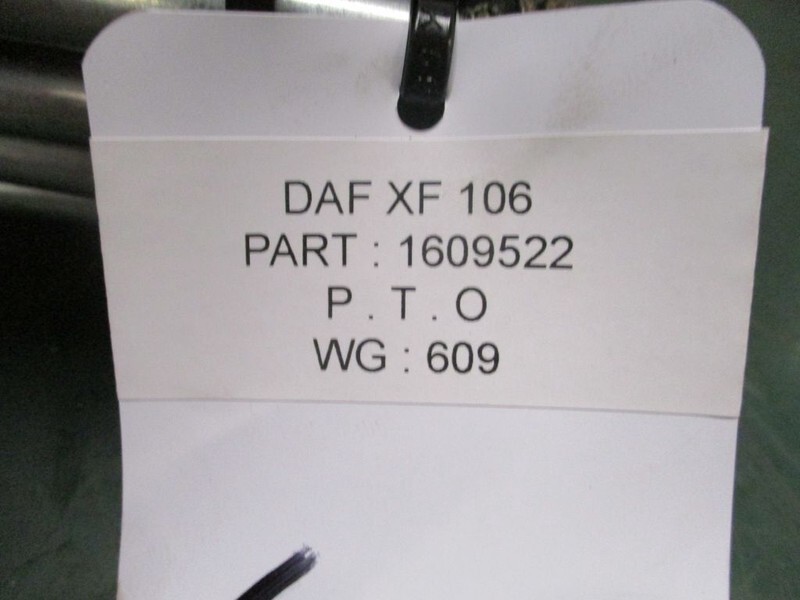 DAF XF 106
PART : 1609522
P . T . O
WG : 609